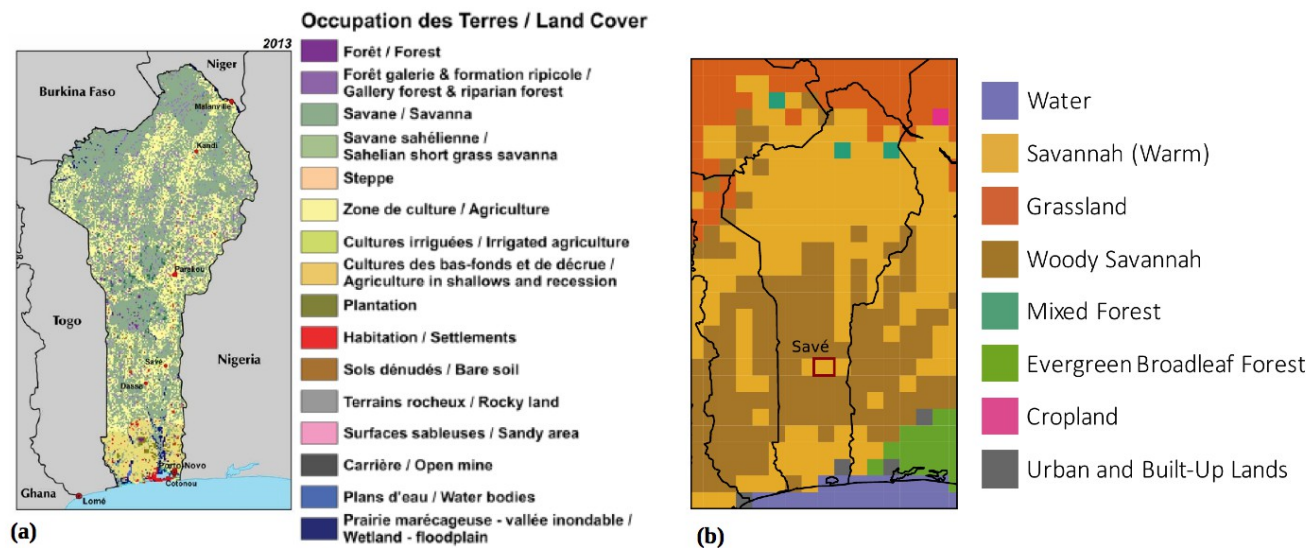 Occupation des Terres / Land Cover
2013
Niger
Burkina Faso
Malanville
Kandi
Parakou
Togo
Nigeria
Savè
Dassa
Porto Novo
Cotonou
Ghana
Lomé
(a)
Forêt / Forest
Forêt galerie & formation ripicole /
Gallery forest & riparian forest
Savane / Savanna
Savane sahélienne /
Sahelian short grass savanna
Steppe
Zone de culture / Agriculture
Cultures irriguées / Irrigated agriculture
Cultures des bas-fonds et de décrue /
Agriculture in shallows and recession
Plantation
Habitation / Settlements
Sols dénudés / Bare soil
Terrains rocheux / Rocky land
Surfaces sableuses / Sandy area
Carrière / Open mine
Plans d'eau / Water bodies
Prairie marécageuse - vallée inondable /
Wetland - floodplain
Savé
(b)
Water
Savannah (Warm)
Grassland
Woody Savannah
Mixed Forest
Evergreen Broadleaf Forest
Cropland
Urban and Built-Up Lands